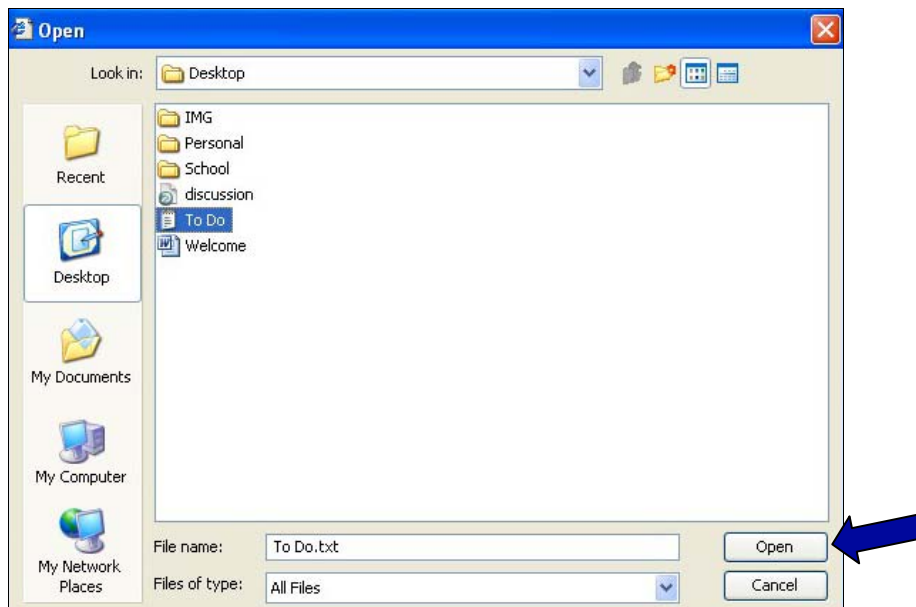 Open
Look in: Desktop
IMG
Personal
School
discussion
To Do
Welcome
Recent
Desktop
My Documents
My Computer
My Network
Places
File name: To Do.txt Open
Files of type: All Files Cancel